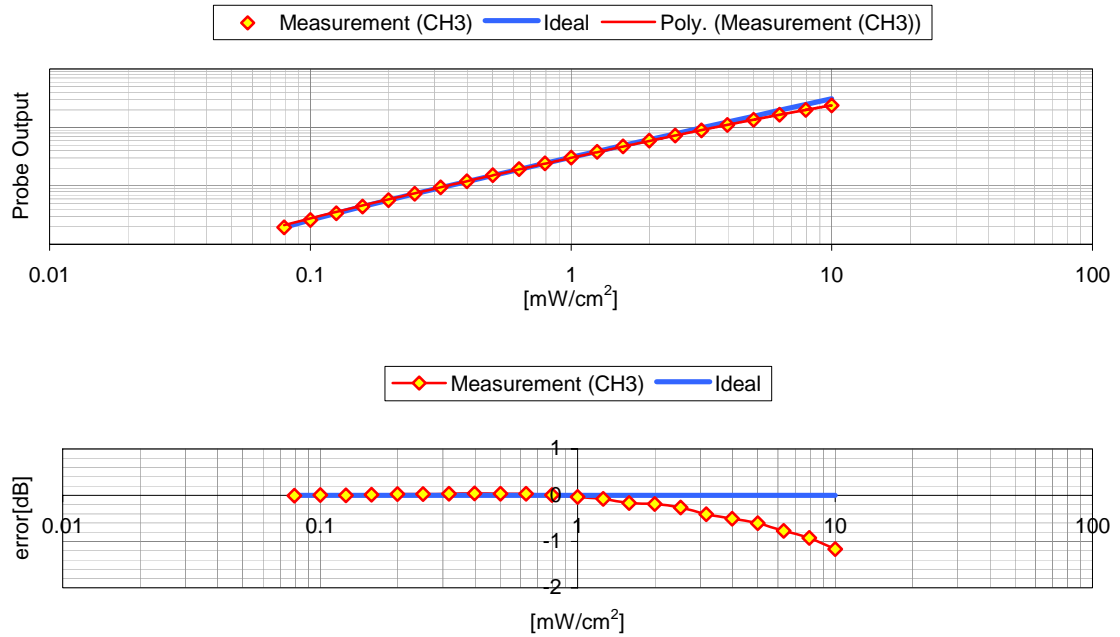 Measurement (CH3) Ideal Poly. (Measurement (CH3))
Probe Output
0.01 0.1 1 10 100
[mW/cm²]
Measurement (CH3) Ideal
error[dB]
1
0
0.01 0.1 1 10 100
-1
-2
[mW/cm²]